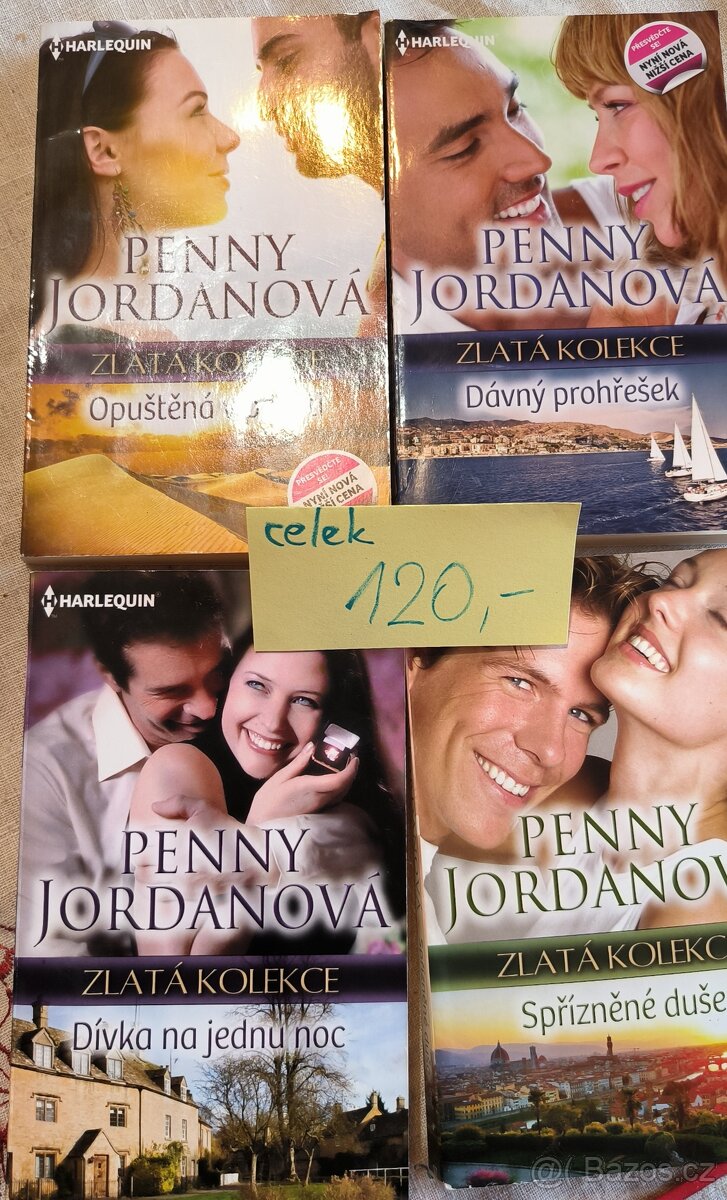 HARLEQUIN
PENNY
JORDANOVÁ
ZLATÁ KOLEKCE
Opuštěná
PŘESVĚDČTE
SE!
NYNÍ NOVÁ
NIŽŠÍ CENA
HARLEQUIN
PŘESVĚDČTE
SE!
NYNÍ NOVÁ
NIŽŠÍ CENA
PENNY
JORDANOVÁ
ZLATÁ KOLEKCE
Dávný prohřešek
celek
120,-
HARLEQUIN
PENNY
JORDANOVÁ
ZLATÁ KOLEKCE
Dívka na jednu noc
PENNY
JORDANOV
ZLATÁ KOLEKC
Spřízněné duše
@( Bazos.cz